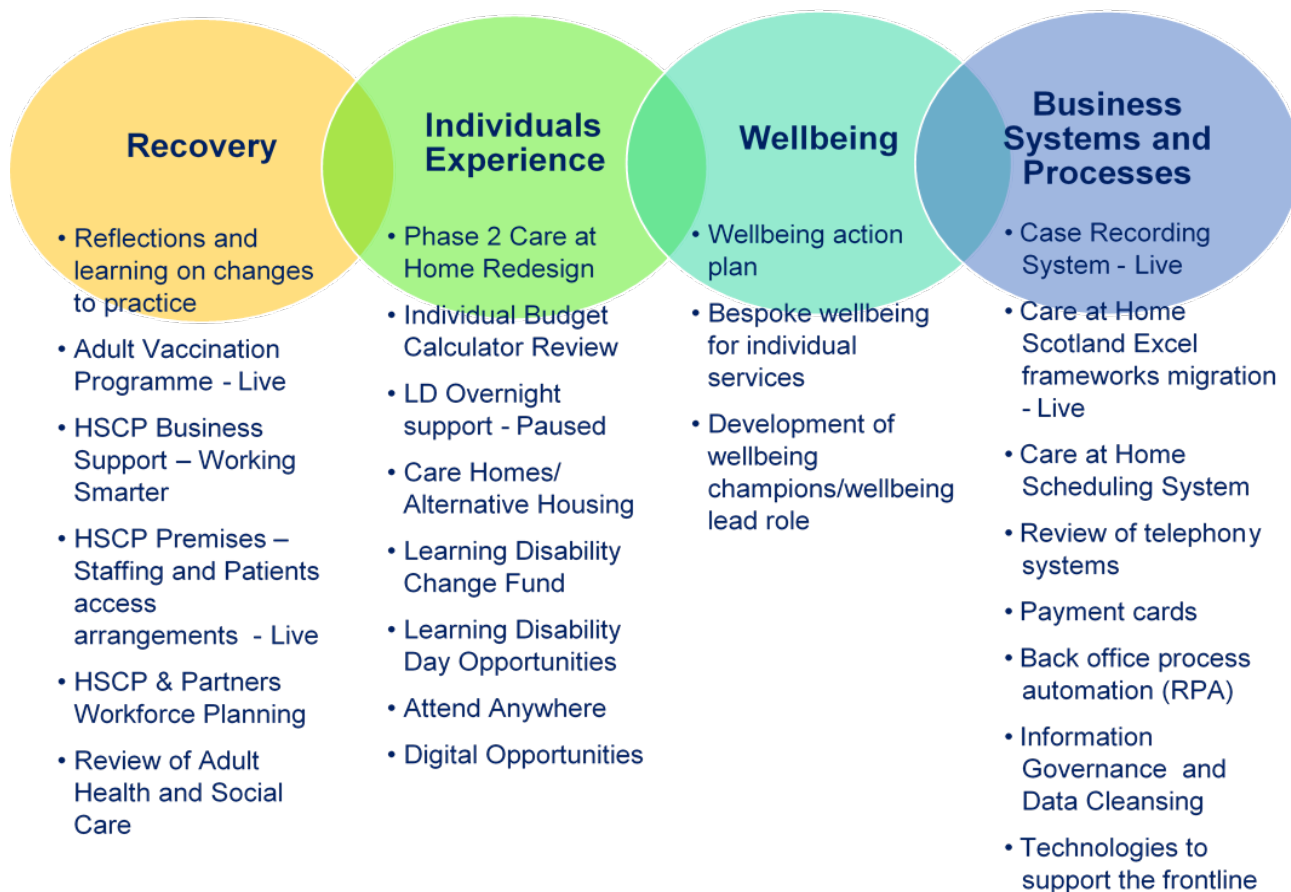 Recovery
• Reflections and
learning on changes
to practice
• Adult Vaccination
Programme - Live
• HSCP Business
Support – Working
Smarter
• HSCP Premises –
Staffing and Patients
access
arrangements - Live
• HSCP & Partners
Workforce Planning
• Review of Adult
Health and Social
Care
Individuals
Experience
• Phase 2 Care at
Home Redesign
• Individual Budget
Calculator Review
• LD Overnight
support - Paused
• Care Homes/
Alternative Housing
• Learning Disability
Change Fund
• Learning Disability
Day Opportunities
• Attend Anywhere
• Digital Opportunities
Wellbeing
• Wellbeing action
plan
• Bespoke wellbeing
for individual
services
• Development of
wellbeing
champions/wellbeing
lead role
Business
Systems and
Processes
• Case Recording
System - Live
• Care at Home
Scotland Excel
frameworks migration
- Live
• Care at Home
Scheduling System
• Review of telephony
systems
• Payment cards
• Back office process
automation (RPA)
• Information
Governance and
Data Cleansing
• Technologies to
support the frontline